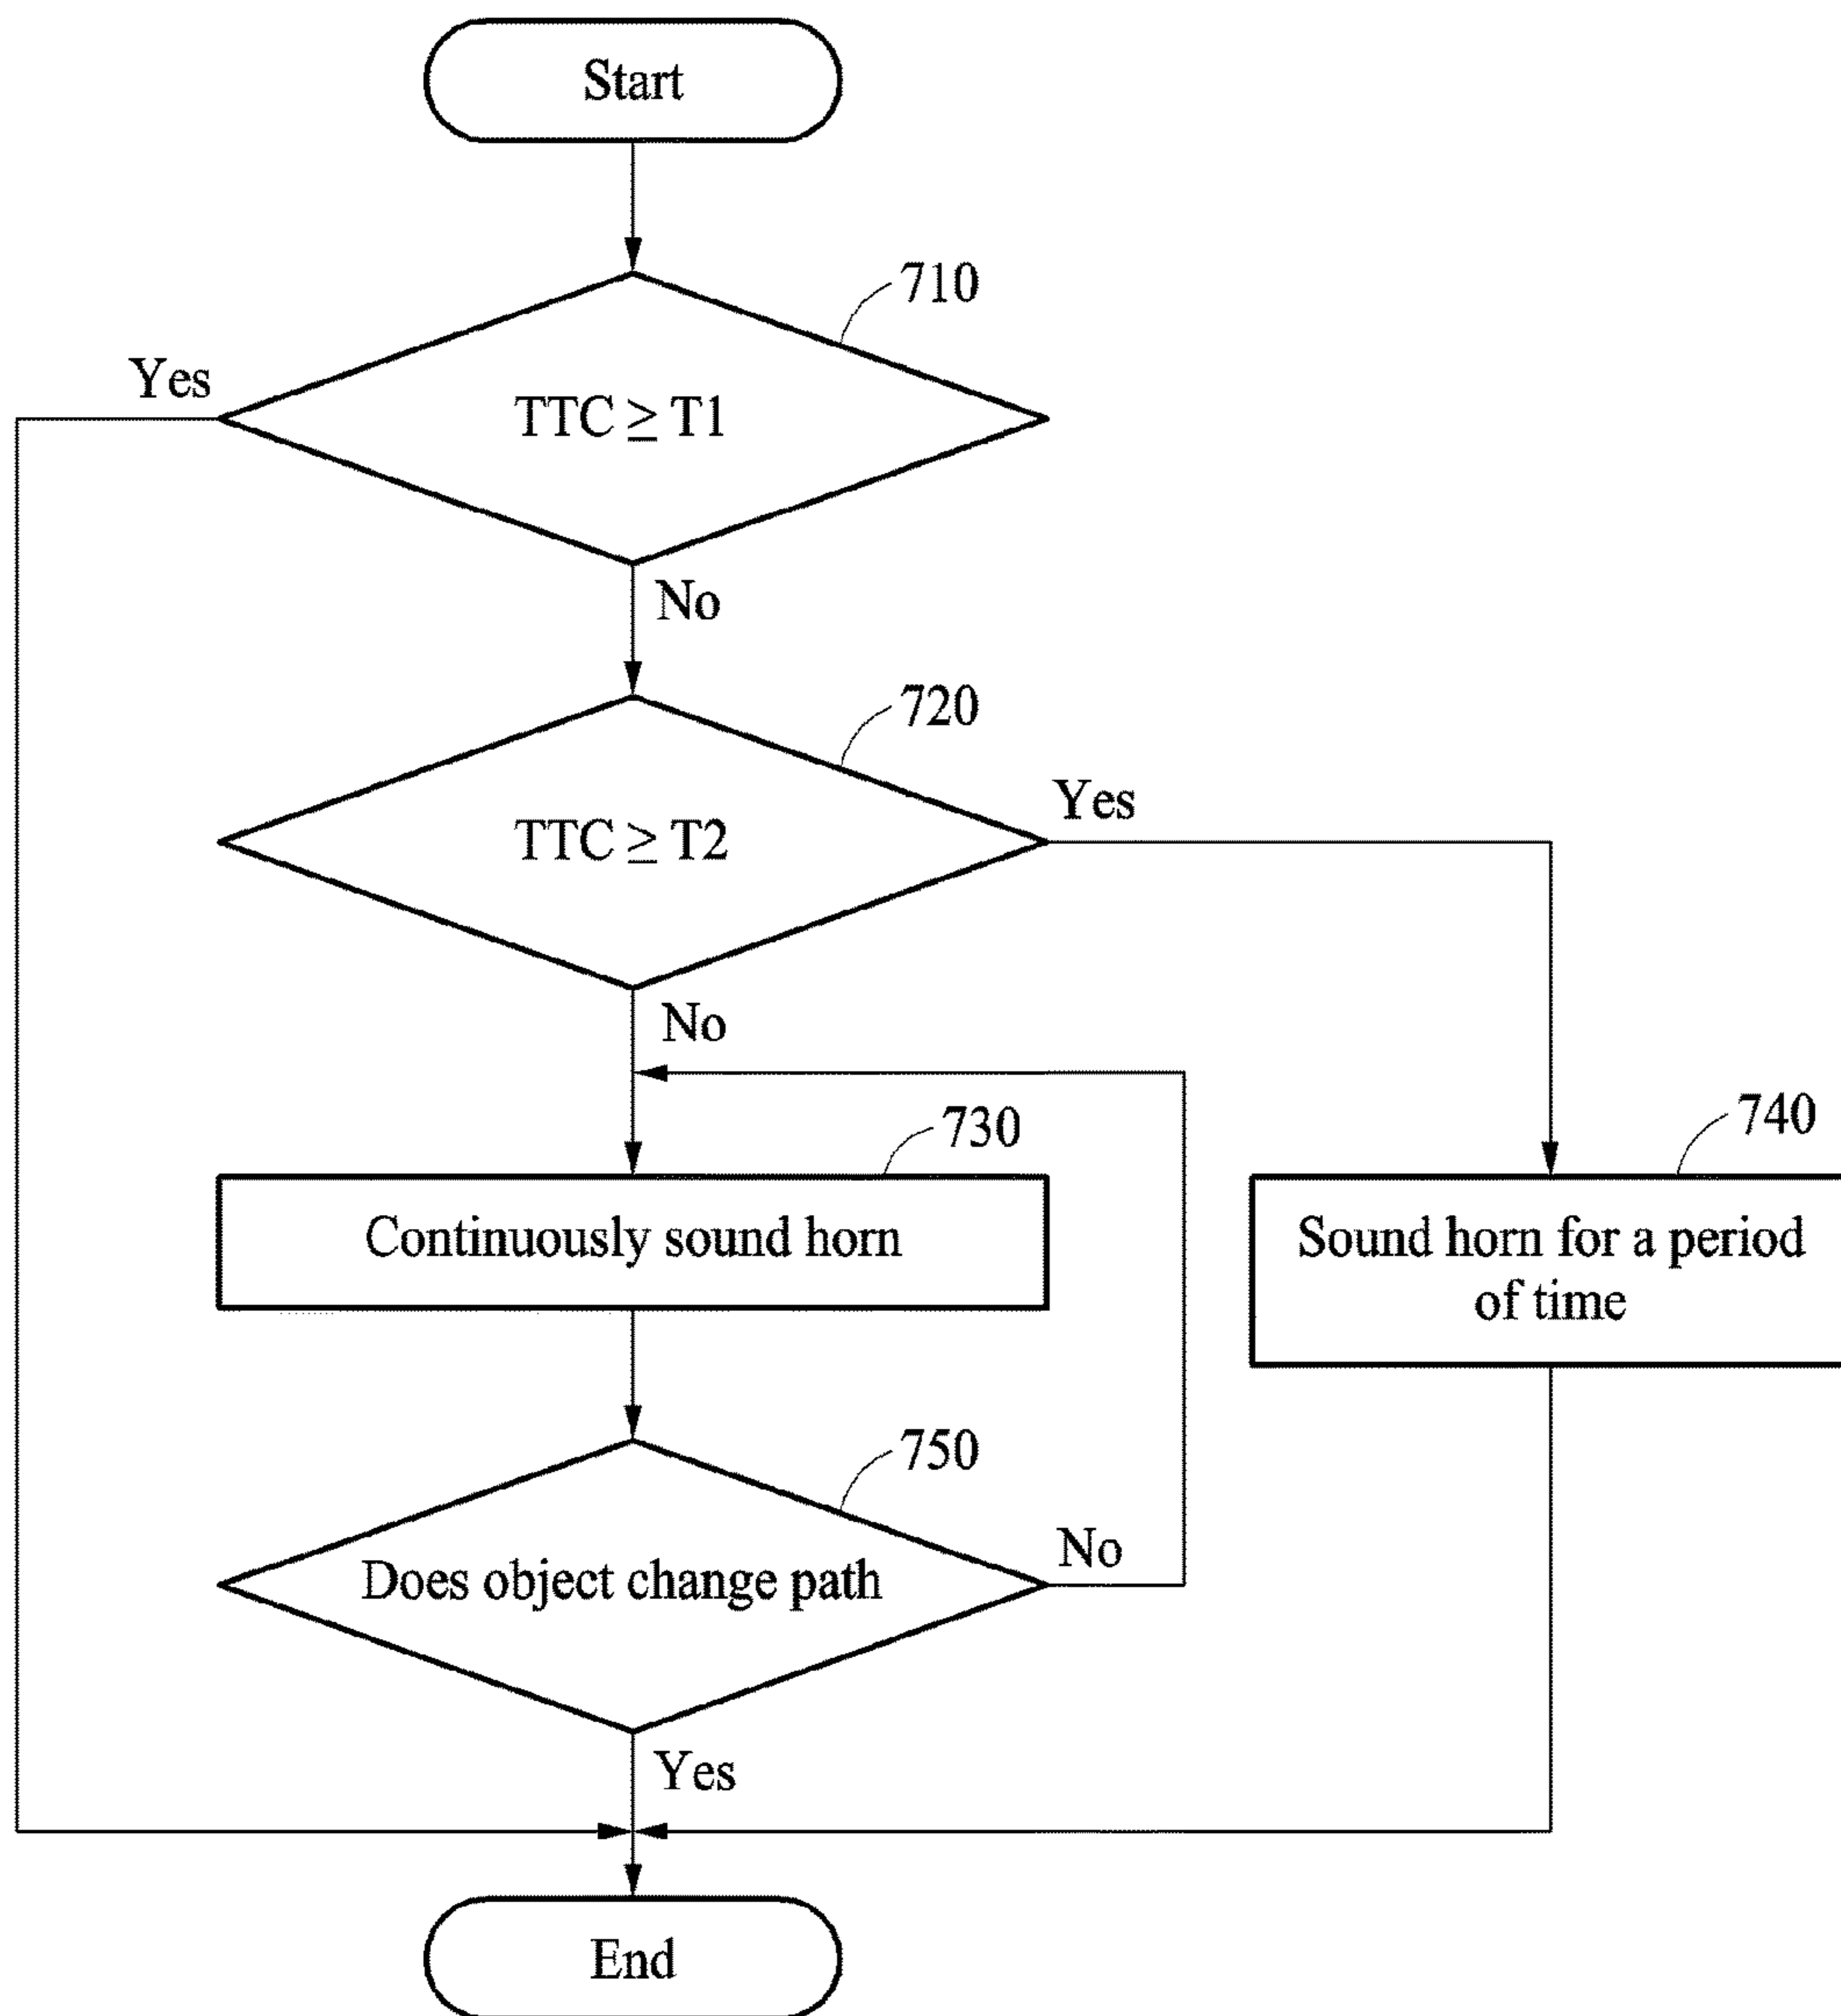 Start
710
Yes
TTC ≥ T1
No
720
Yes
TTC ≥ T2
No
730
740
Continuously sound horn
Sound horn for a period
of time
750
No
Does object change path
Yes
End